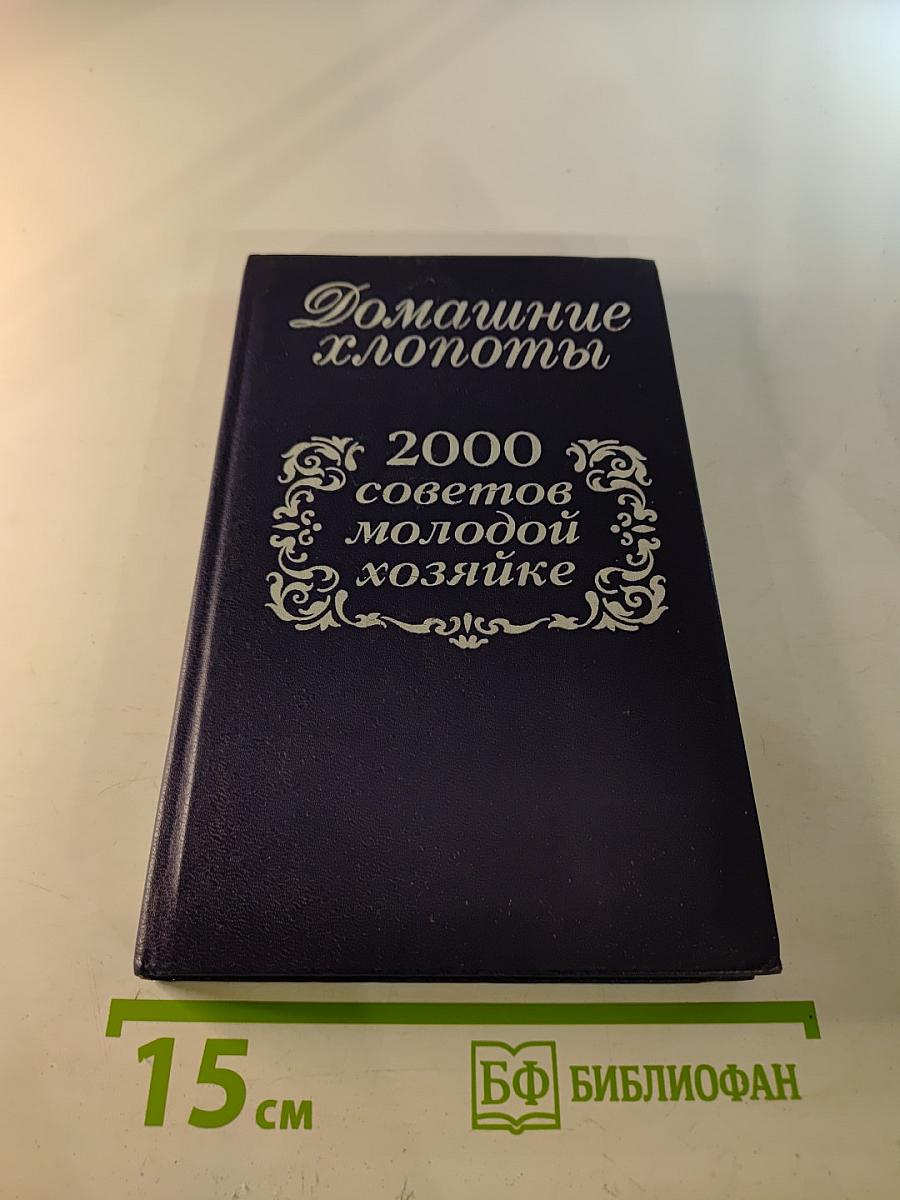 Домашние
хлопоты
2000
советов
молодой
хозяйке
15 см
БФ БИБЛИОФАН